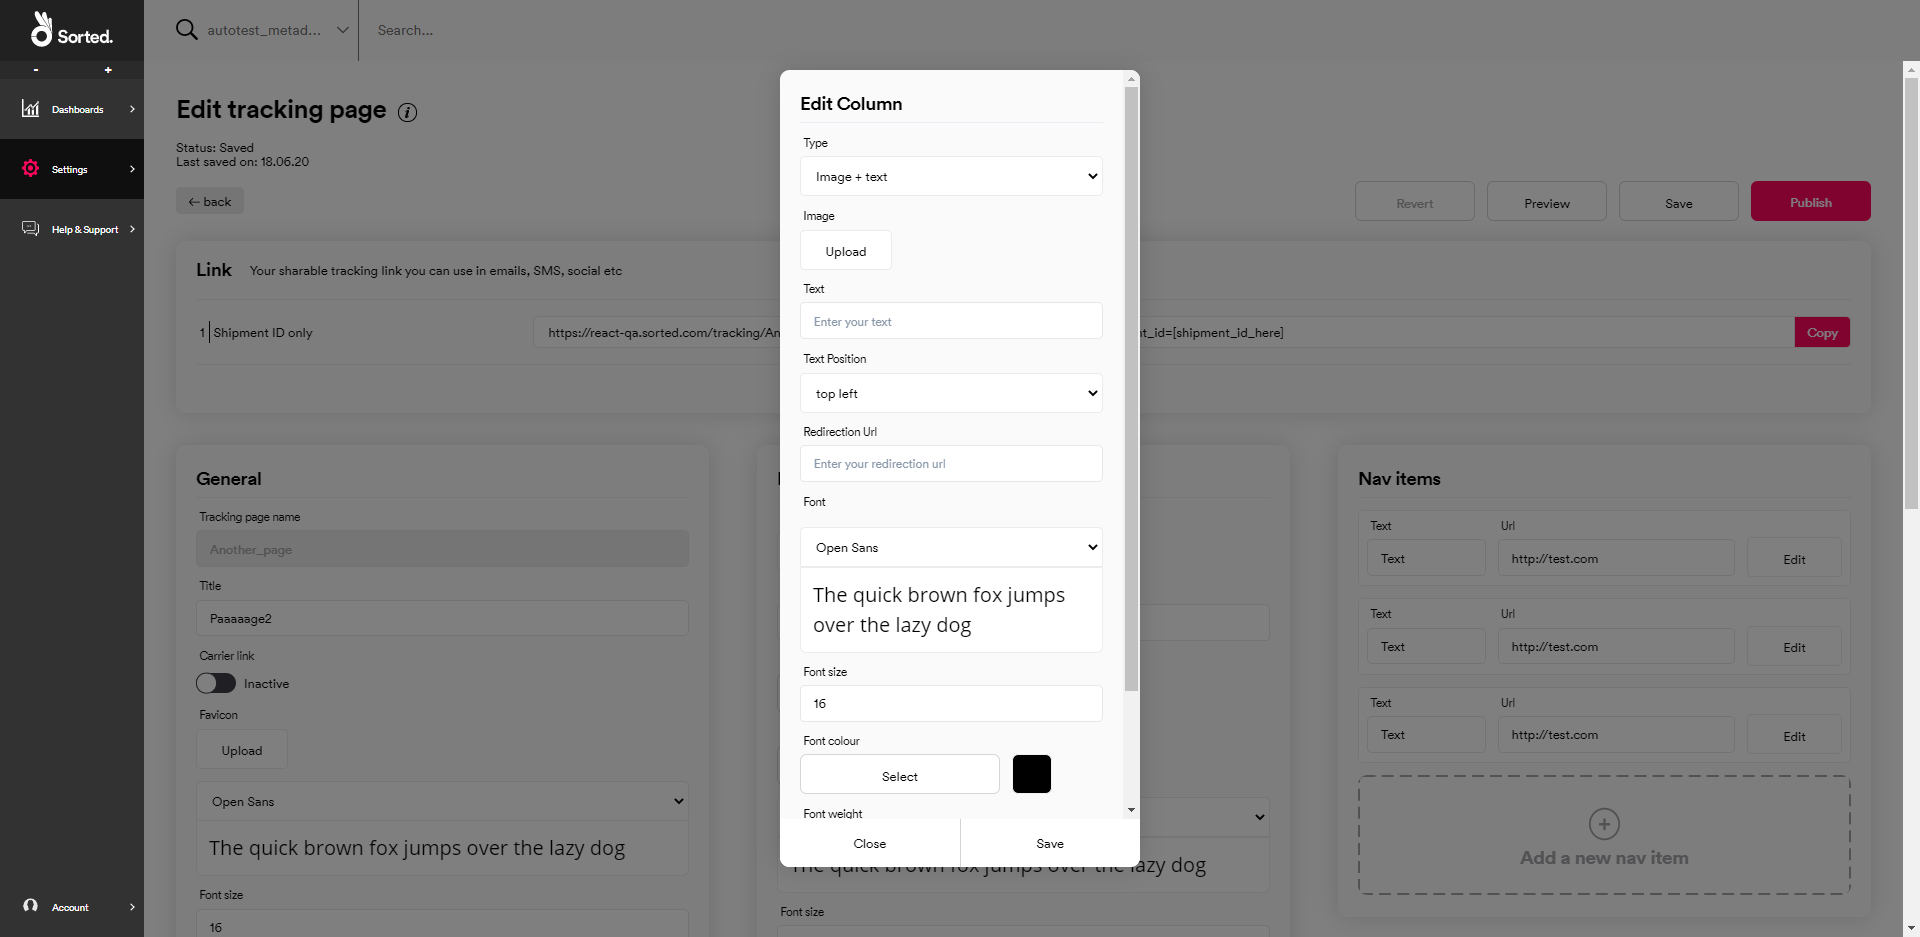 Sorted.
autotest_metad...
Search...
- +
Dashboards
Settings
Help & Support
Account
Edit tracking page
Status: Saved
Last saved on: 18.06.20
← back
Revert
Preview
Save
Publish
Link
Your sharable tracking link you can use in emails, SMS, social etc
1 Shipment ID only
https://react-qa.sorted.com/tracking/An
t_id=[shipment_id_here]
Copy
General
Tracking page name
Another_page
Title
Paaaaage2
Carrier link
Inactive
Favicon
Upload
Open Sans
The quick brown fox jumps over the lazy dog
Font size
16
Edit Column
Type
Image + text
Image
Upload
Text
Enter your text
Text Position
top left
Redirection Url
Enter your redirection url
Font
Open Sans
The quick brown fox jumps
over the lazy dog
Font size
16
Font colour
Select
Font weight
Close
Save
The quick brown fox jumps over the lazy dog
Font size
Nav items
Text Url
Text http://test.com Edit
Text Url
Text http://test.com Edit
Text Url
Text http://test.com Edit
Add a new nav item